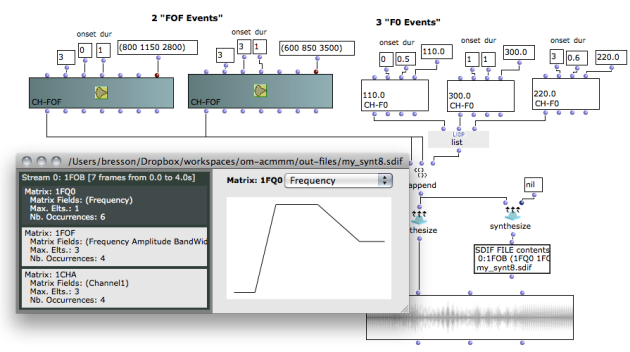 2 "FOF Events"
3 "F0 Events"
onset dur
3
0
1
(800 1150 2800)
onset dur
3
3
1
(600 850 3500)
onset dur
0
0.5
110.0
onset dur
1
1
300.0
onset dur
3
0.6
220.0
CH-FOF
CH-FOF
110.0
CH-F0
300.0
CH-F0
220.0
CH-F0
LISP
list
/Users/bresson/Dropbox/workspaces/om-acmmm/out-files/my_synt8.sdif
Stream 0: 1FOB [7 frames from 0.0 to 4.0s]
Matrix: 1FQ0
Matrix Fields: (Frequency)
Max. Elts.: 1
Nb. Occurrences: 6
Matrix: 1FOF
Matrix Fields: (Frequency Amplitude BandWid
Max. Elts.: 3
Nb. Occurrences: 4
Matrix: 1CHA
Matrix Fields: (Channel1)
Max. Elts.: 3
Nb. Occurrences: 4
Matrix: 1FQ0
Frequency
append
nil
thesize
synthesize
SDIF FILE contents
0:1FOB (1FQ0 1FO
my_synt8.sdif